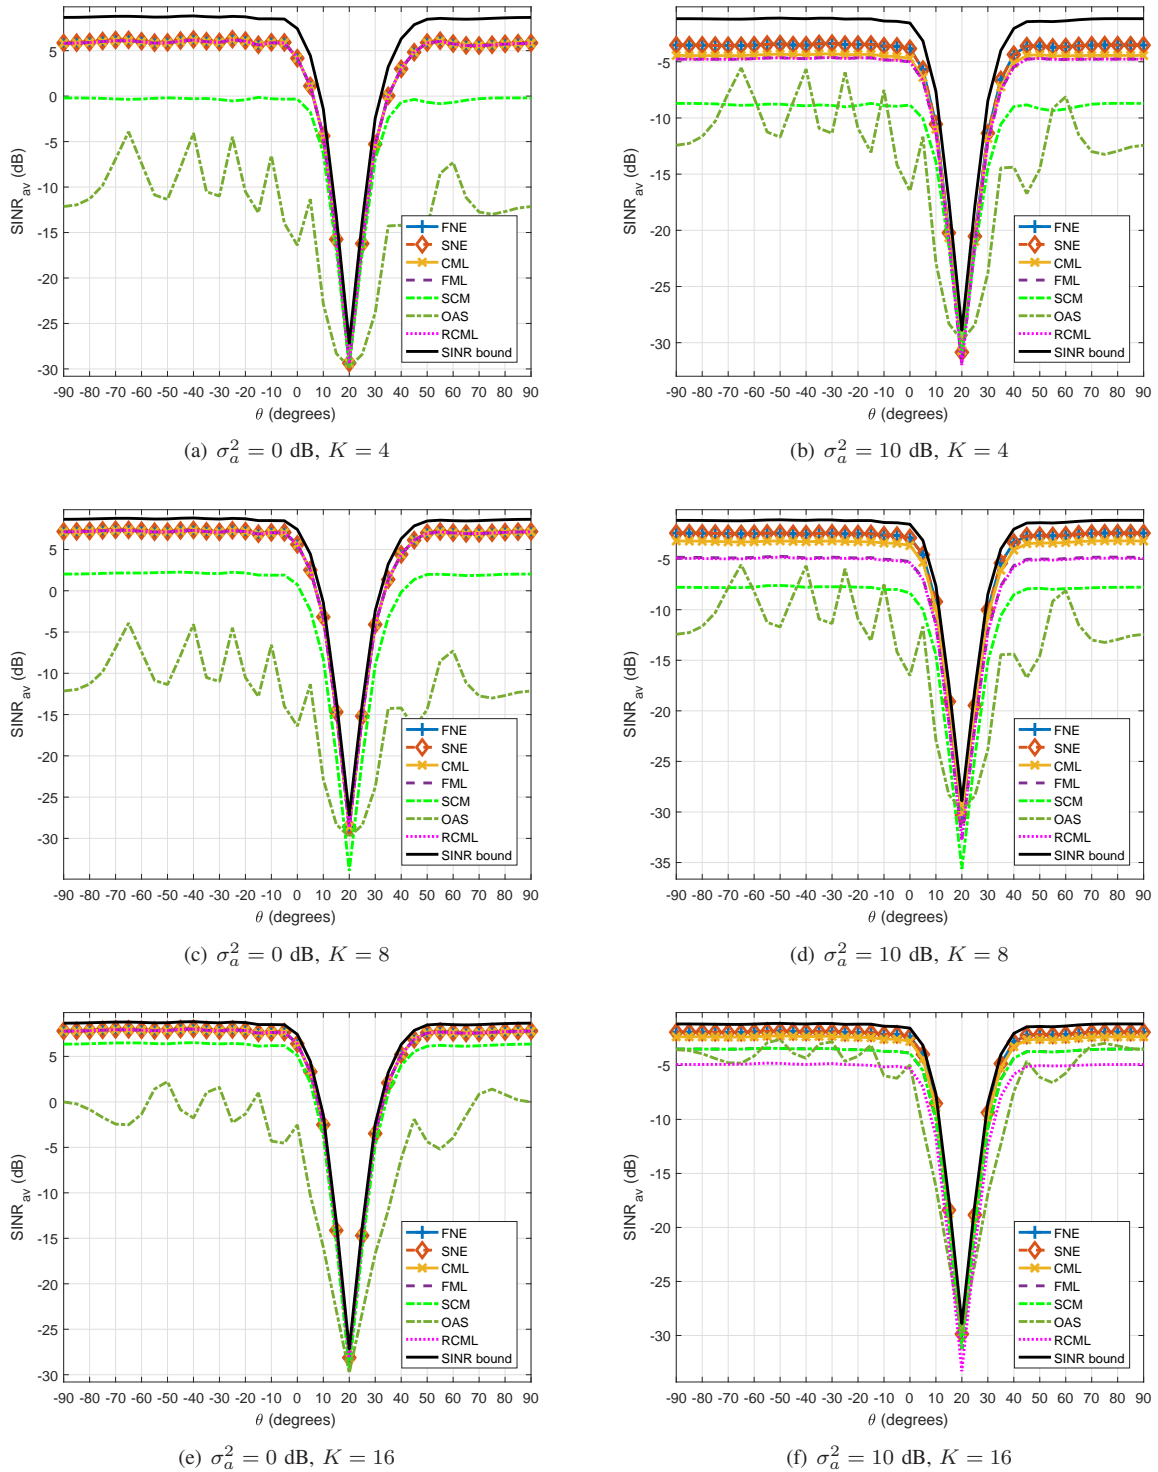 5
0
-5
-10
-15
-20
-25
-30
SINR_av (dB)
-90 -80 -70 -60 -50 -40 -30 -20 -10 0 10 20 30 40 50 60 70 80 90
θ (degrees)
FNE
SNE
CML
FML
SCM
OAS
RCML
SINR bound
(a) σ_a^2 = 0 dB, K = 4
-5
-10
-15
-20
-25
-30
SINR_av (dB)
-90 -80 -70 -60 -50 -40 -30 -20 -10 0 10 20 30 40 50 60 70 80 90
θ (degrees)
FNE
SNE
CML
FML
SCM
OAS
RCML
SINR bound
(b) σ_a^2 = 10 dB, K = 4
5
0
-5
-10
-15
-20
-25
-30
SINR_av (dB)
-90 -80 -70 -60 -50 -40 -30 -20 -10 0 10 20 30 40 50 60 70 80 90
θ (degrees)
FNE
SNE
CML
FML
SCM
OAS
RCML
SINR bound
(c) σ_a^2 = 0 dB, K = 8
-5
-10
-15
-20
-25
-30
-35
SINR_av (dB)
-90 -80 -70 -60 -50 -40 -30 -20 -10 0 10 20 30 40 50 60 70 80 90
θ (degrees)
FNE
SNE
CML
FML
SCM
OAS
RCML
SINR bound
(d) σ_a^2 = 10 dB, K = 8
5
0
-5
-10
-15
-20
-25
-30
SINR_av (dB)
-90 -80 -70 -60 -50 -40 -30 -20 -10 0 10 20 30 40 50 60 70 80 90
θ (degrees)
FNE
SNE
CML
FML
SCM
OAS
RCML
SINR bound
(e) σ_a^2 = 0 dB, K = 16
-5
-10
-15
-20
-25
-30
SINR_av (dB)
-90 -80 -70 -60 -50 -40 -30 -20 -10 0 10 20 30 40 50 60 70 80 90
θ (degrees)
FNE
SNE
CML
FML
SCM
OAS
RCML
SINR bound
(f) σ_a^2 = 10 dB, K = 16